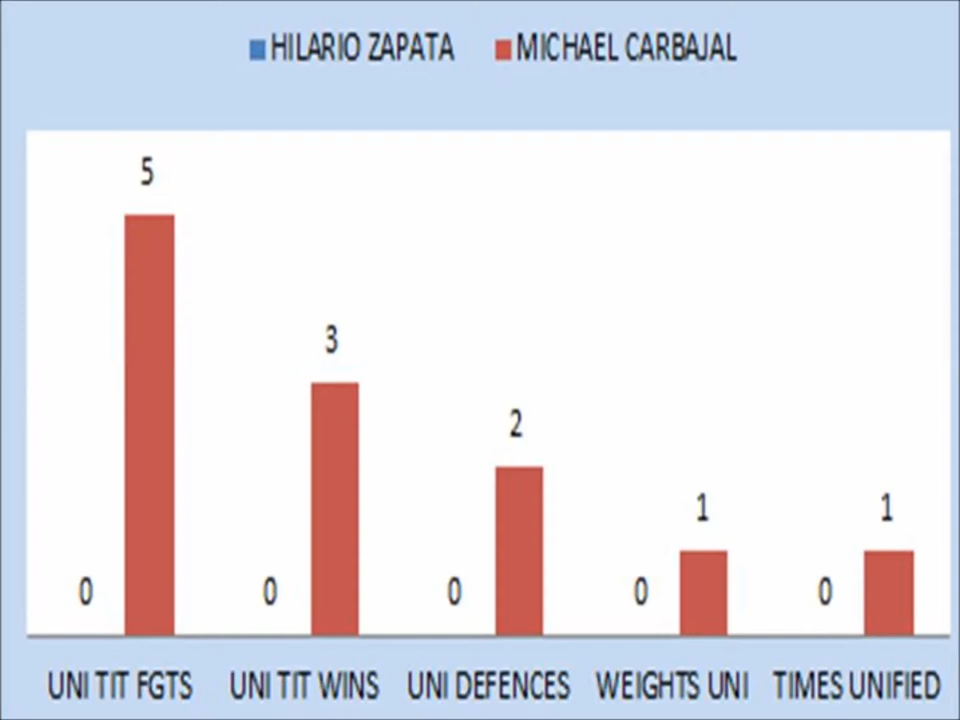 HILARIO ZAPATA MICHAEL CARBAJAL
5
3
2
1 1
0 0 0 0 0
UNI TIT FGTS UNI TIT WINS UNI DEFENCES WEIGHTS UNI TIMES UNIFIED